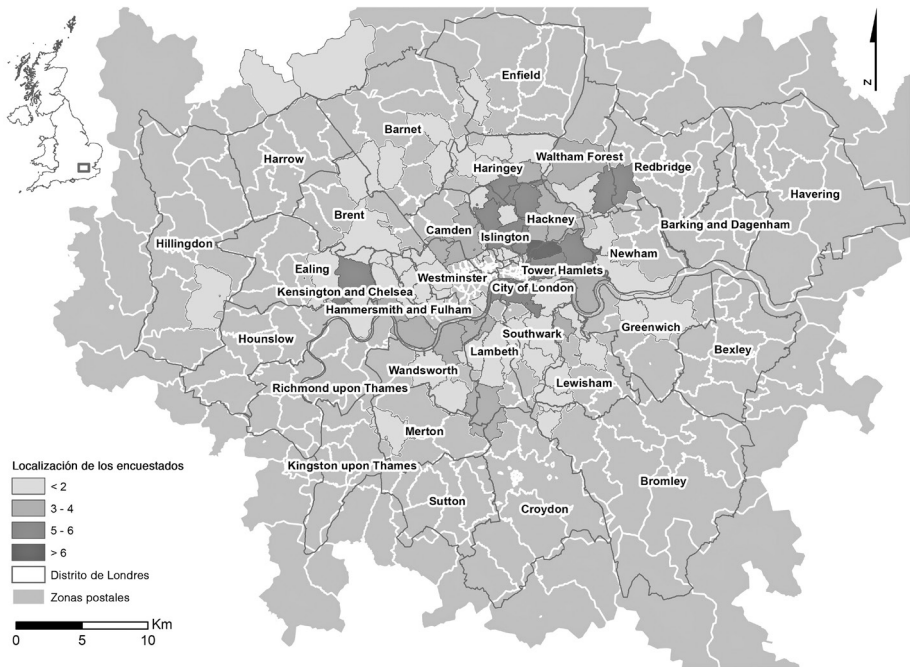 Enfield
Barnet
Harrow
Haringey
Waltham Forest
Redbridge
Havering
Brent
Camden
Hackney
Islington
Barking and Dagenham
Hillingdon
Ealing
Westminster
Newham
Tower Hamlets
Kensington and Chelsea
City of London
Hammersmith and Fulham
Hounslow
Southwark
Greenwich
Lambeth
Bexley
Wandsworth
Richmond upon Thames
Lewisham
Merton
Kingston upon Thames
Sutton
Croydon
Bromley
N
Localización de los encuestados
< 2
3 - 4
5 - 6
> 6
Distrito de Londres
Zonas postales
Km
0 5 10